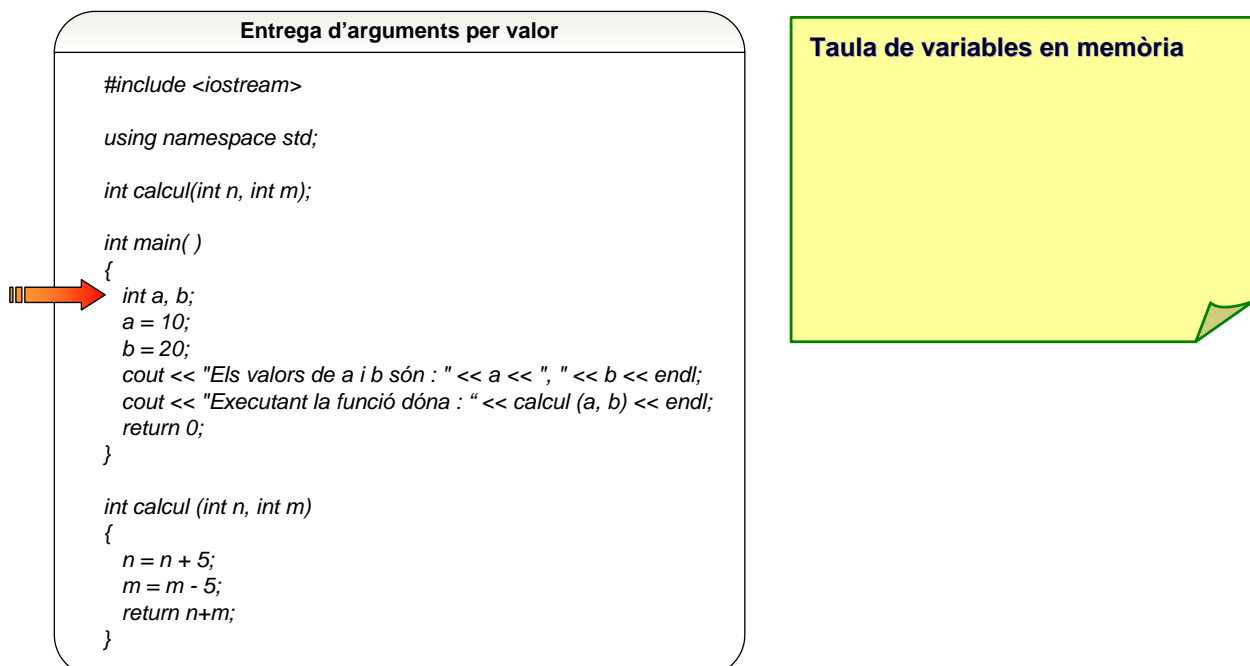 Entrega d’arguments per valor
#include <iostream>
using namespace std;
int calcul(int n, int m);
int main( )
{
int a, b;
a = 10;
b = 20;
cout << "Els valors de a i b són : " << a << ", " << b << endl;
cout << "Executant la funció dóna : “ << calcul (a, b) << endl;
return 0;
}
int calcul (int n, int m)
{
n = n + 5;
m = m - 5;
return n+m;
}
Taula de variables en memòria